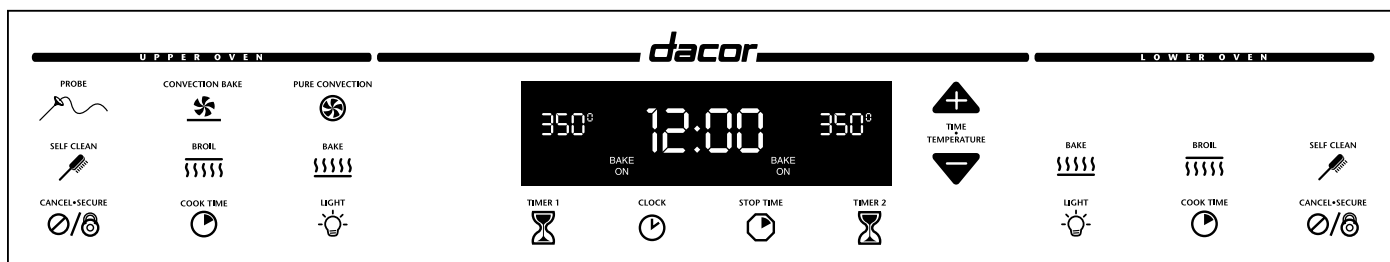 UPPER OVEN
dacor
LOWER OVEN
PROBE
CONVECTION BAKE
PURE CONVECTION
SELF CLEAN
BROIL
BAKE
CANCEL•SECURE
COOK TIME
LIGHT
350°
12:00
350°
BAKE
ON
BAKE
ON
TIMER 1
CLOCK
STOP TIME
TIMER 2
TIME
•
TEMPERATURE
BAKE
BROIL
SELF CLEAN
LIGHT
COOK TIME
CANCEL•SECURE